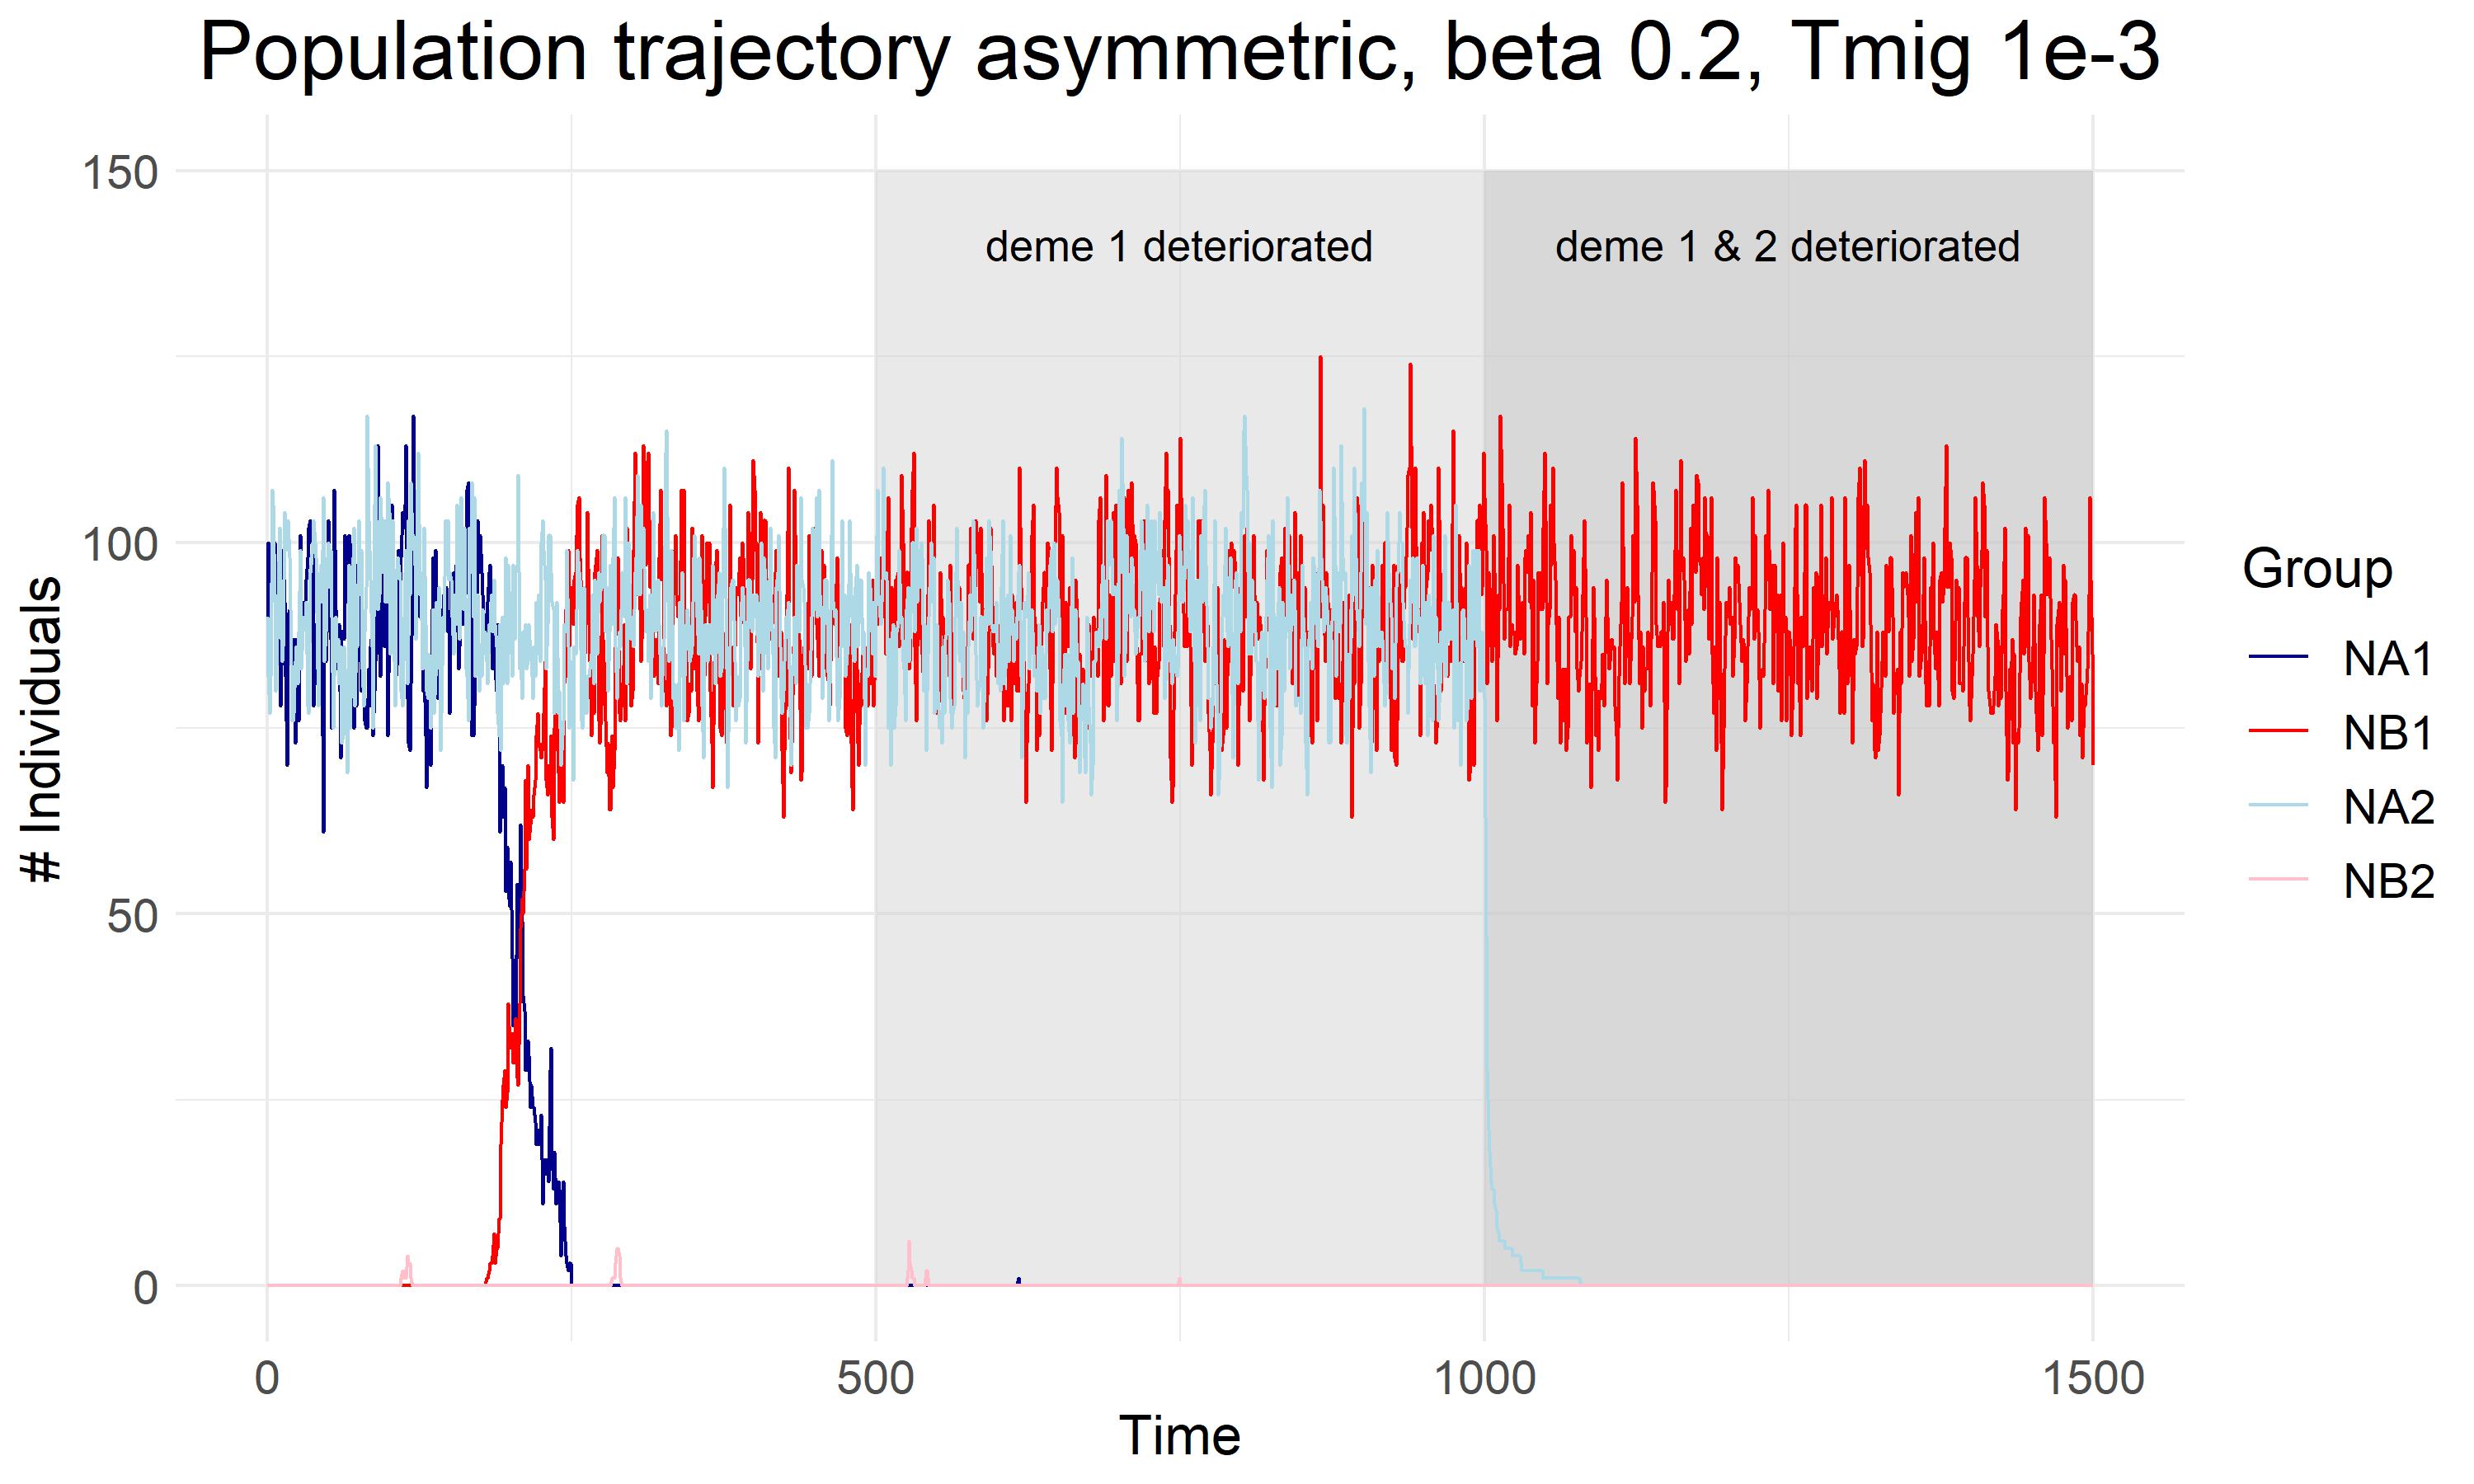 Population trajectory asymmetric, beta 0.2, Tmig 1e-3
150
100
50
0
# Individuals
deme 1 deteriorated
deme 1 & 2 deteriorated
0
500
1000
1500
Time
Group
NA1
NB1
NA2
NB2